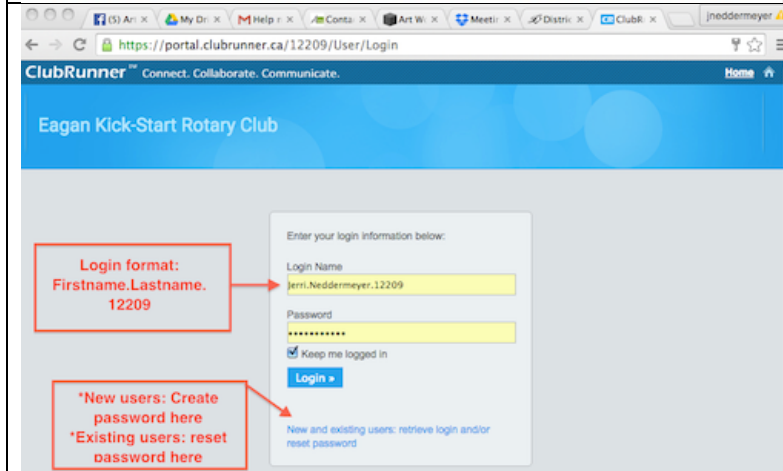 (5) Ari
My Dr
Help r
Conta
Art W
Meetir
Distric
ClubR
jneddermeyer
https://portal.clubrunner.ca/12209/User/Login
ClubRunner™ Connect. Collaborate. Communicate.
Home
Eagan Kick-Start Rotary Club
Enter your login information below:
Login format:
Firstname.Lastname.
12209
Login Name
Jerri.Neddermeyer.12209
Password
•••••••••••
Keep me logged in
Login »
*New users: Create
password here
*Existing users: reset
password here
New and existing users: retrieve login and/or
reset password